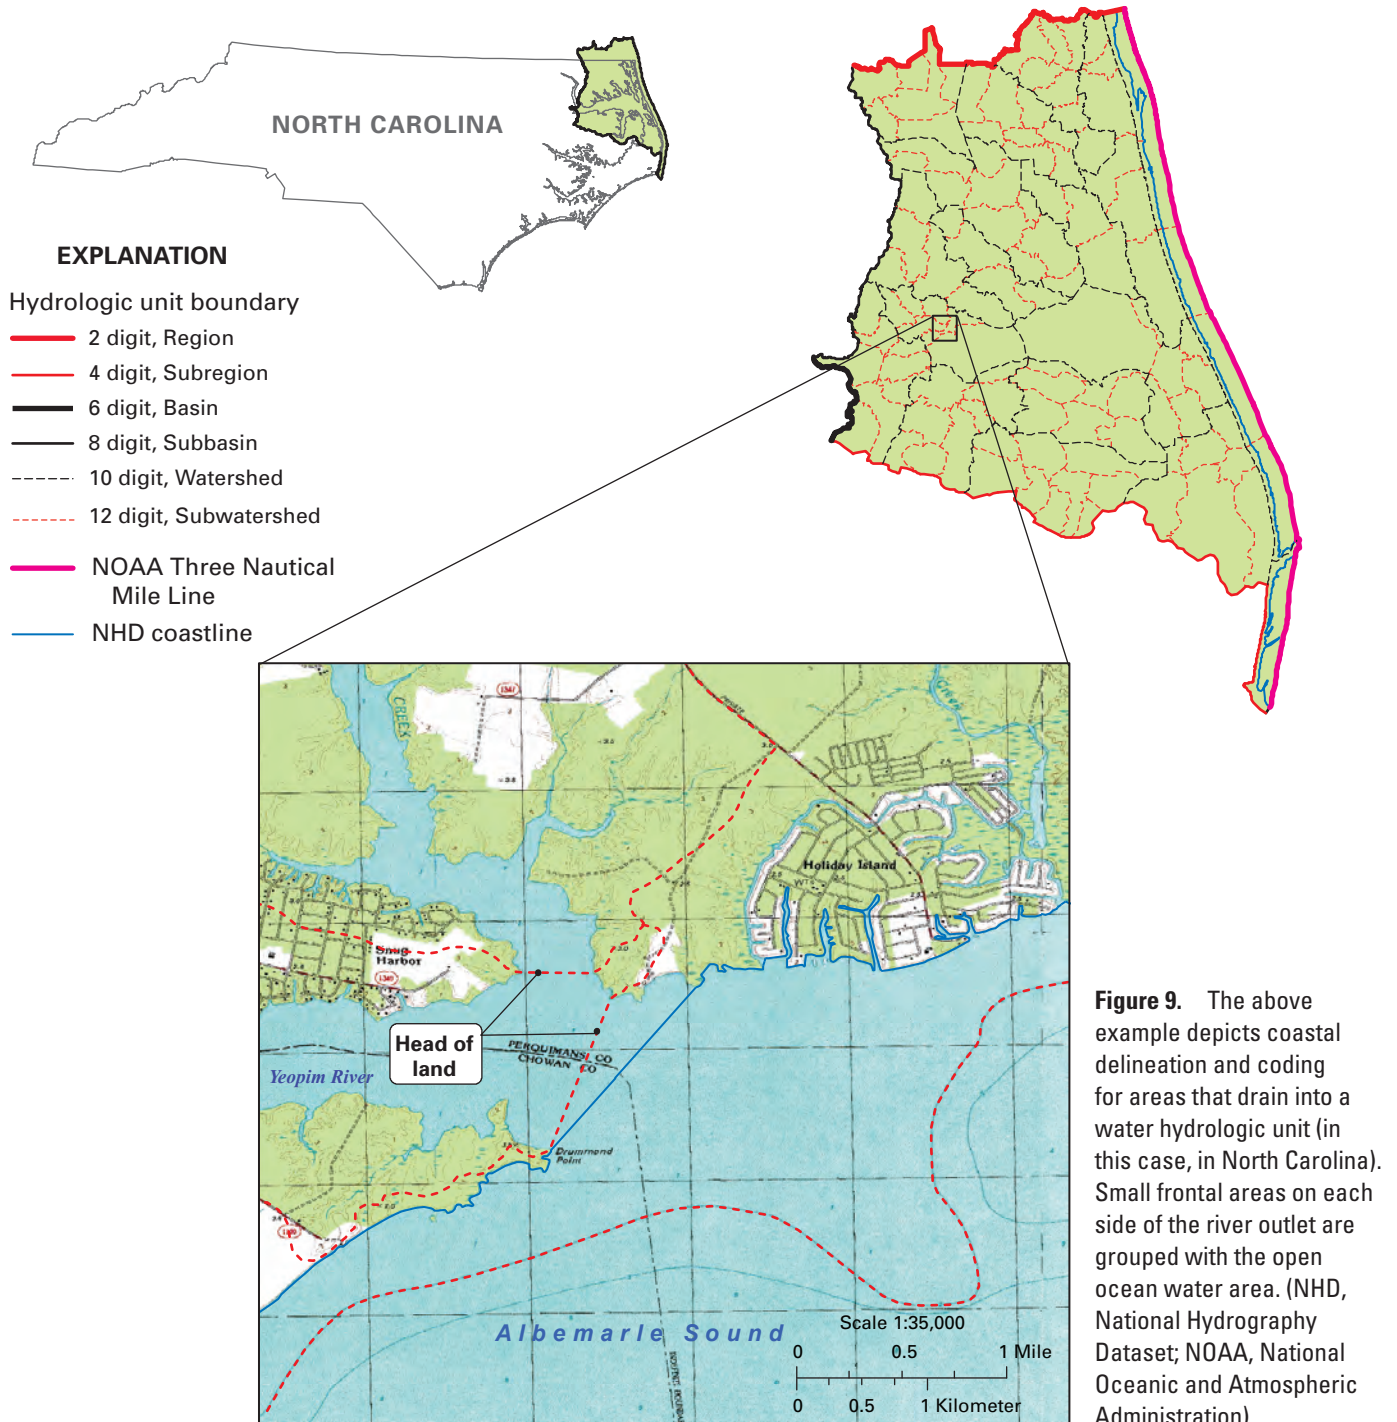 NORTH CAROLINA
EXPLANATION
Hydrologic unit boundary
2 digit, Region
4 digit, Subregion
6 digit, Basin
8 digit, Subbasin
10 digit, Watershed
12 digit, Subwatershed
NOAA Three Nautical
Mile Line
NHD coastline
CREEK
1341
Creek
Holiday Island
Snug
Harbor
1340
Head of
land
PERQUIMANS CO
CHOWAN CO
Yeopim River
Drummond
Point
Albemarle Sound
Scale 1:35,000
0 0.5 1 Mile
0 0.5 1 Kilometer
Figure 9. The above
example depicts coastal
delineation and coding
for areas that drain into a
water hydrologic unit (in
this case, in North Carolina).
Small frontal areas on each
side of the river outlet are
grouped with the open
ocean water area. (NHD,
National Hydrography
Dataset; NOAA, National
Oceanic and Atmospheric
Administration)